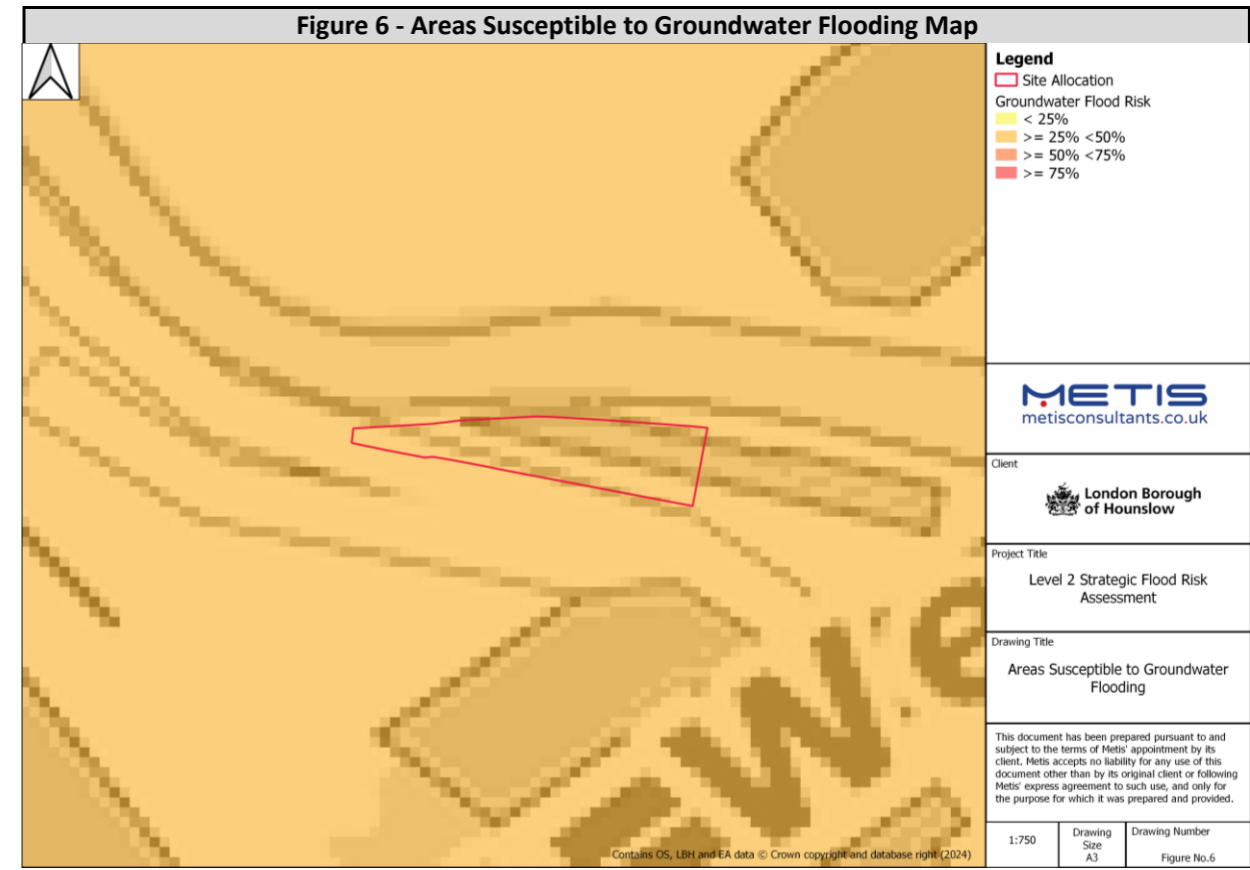 Figure 6 - Areas Susceptible to Groundwater Flooding Map
Legend
Site Allocation
Groundwater Flood Risk
< 25%
>= 25% <50%
>= 50% <75%
>= 75%
METIS
metisconsultants.co.uk
Client
London Borough
of Hounslow
Project Title
Level 2 Strategic Flood Risk
Assessment
Drawing Title
Areas Susceptible to Groundwater
Flooding
This document has been prepared pursuant to and
subject to the terms of Metis' appointment by its
client. Metis accepts no liability for any use of this
document other than by its original client or following
Metis' express agreement to such use, and only for
the purpose for which it was prepared and provided.
1:750
Drawing
Size
A3
Drawing Number
Figure No.6
Contains OS, LBH and EA data © Crown copyright and database right (2024)